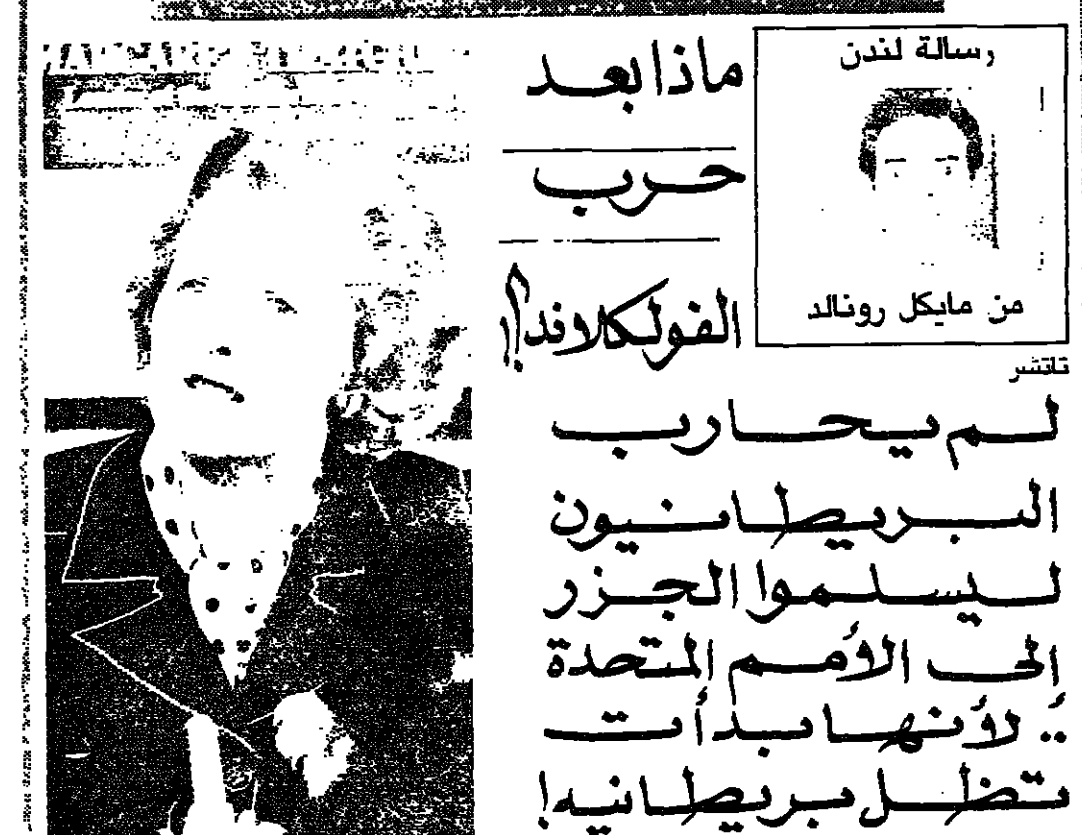 رسالة لندن
من مايكل رونالد
ماذا بعد
حرب
الفولكلاند؟!
تاتشر
لم يحارب
البريطانيون
ليسلموا الجزر
إلى الأمم المتحدة
.. لأنها بدأت
تظل بريطانيه!